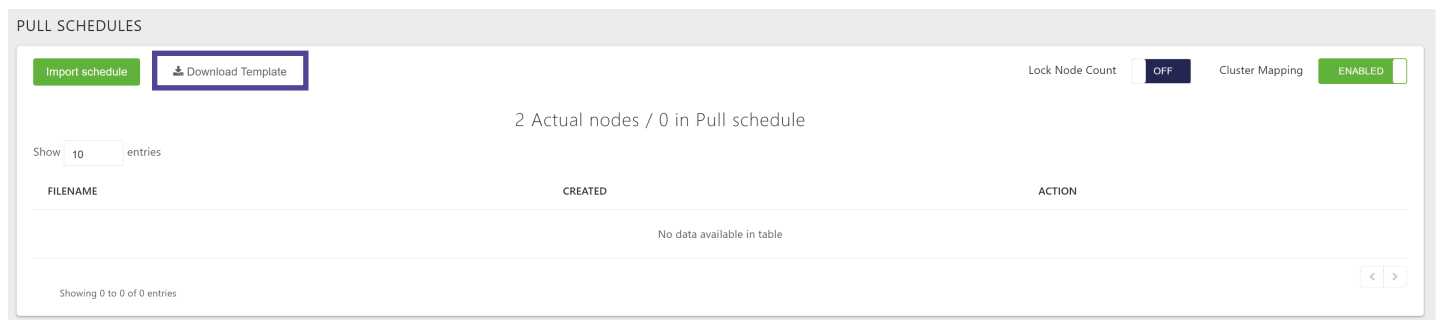 PULL SCHEDULES
Import schedule Download Template Lock Node Count OFF Cluster Mapping ENABLED
2 Actual nodes / 0 in Pull schedule
Show 10 entries
FILENAME CREATED ACTION
No data available in table
Showing 0 to 0 of 0 entries